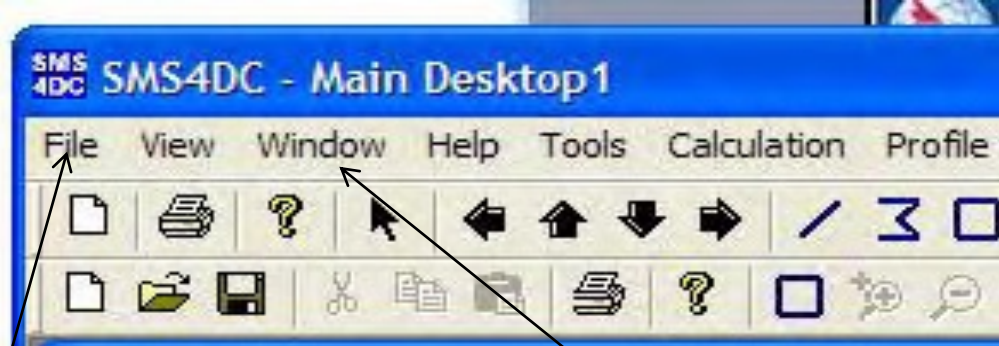 SMS
4DC SMS4DC - Main Desktop1
File View Window Help Tools Calculation Profile